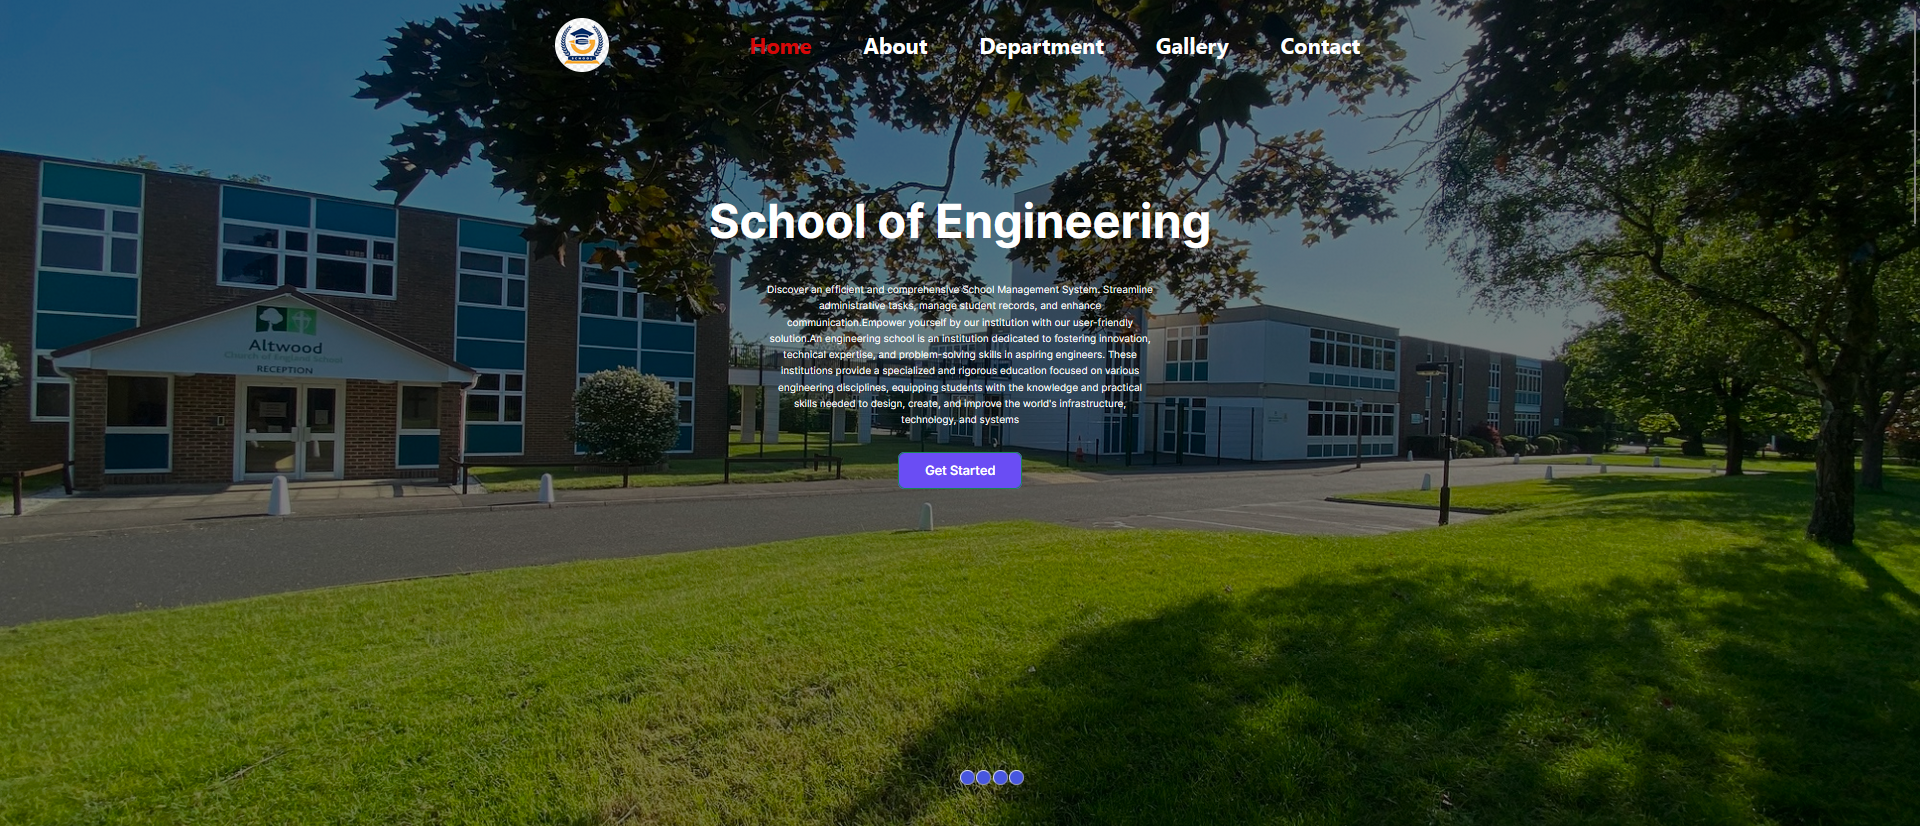 SCHOOL
Home About Department Gallery Contact
School of Engineering
Discover an efficient and comprehensive School Management System. Streamline
administrative tasks, manage student records, and enhance
communication.Empower yourself by our institution with our user-friendly
solution.An engineering school is an institution dedicated to fostering innovation,
technical expertise, and problem-solving skills in aspiring engineers. These
institutions provide a specialized and rigorous education focused on various
engineering disciplines, equipping students with the knowledge and practical
skills needed to design, create, and improve the world's infrastructure,
technology, and systems
Get Started
Altwood
Church of England School
RECEPTION